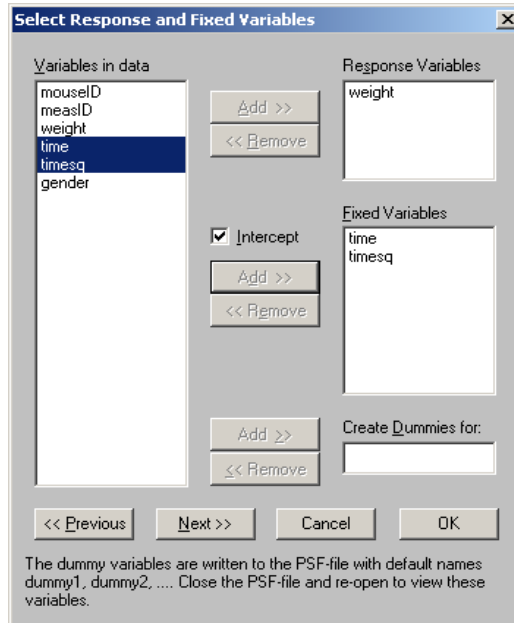 Select Response and Fixed Variables
Variables in data
mouseID
measID
weight
time
timesq
gender
Add >>
<< Remove
Response Variables
weight
Intercept
Add >>
<< Remove
Fixed Variables
time
timesq
Add >>
<< Remove
Create Dummies for:
<< Previous
Next >>
Cancel
OK
The dummy variables are written to the PSF-file with default names
dummy1, dummy2, .... Close the PSF-file and re-open to view these
variables.